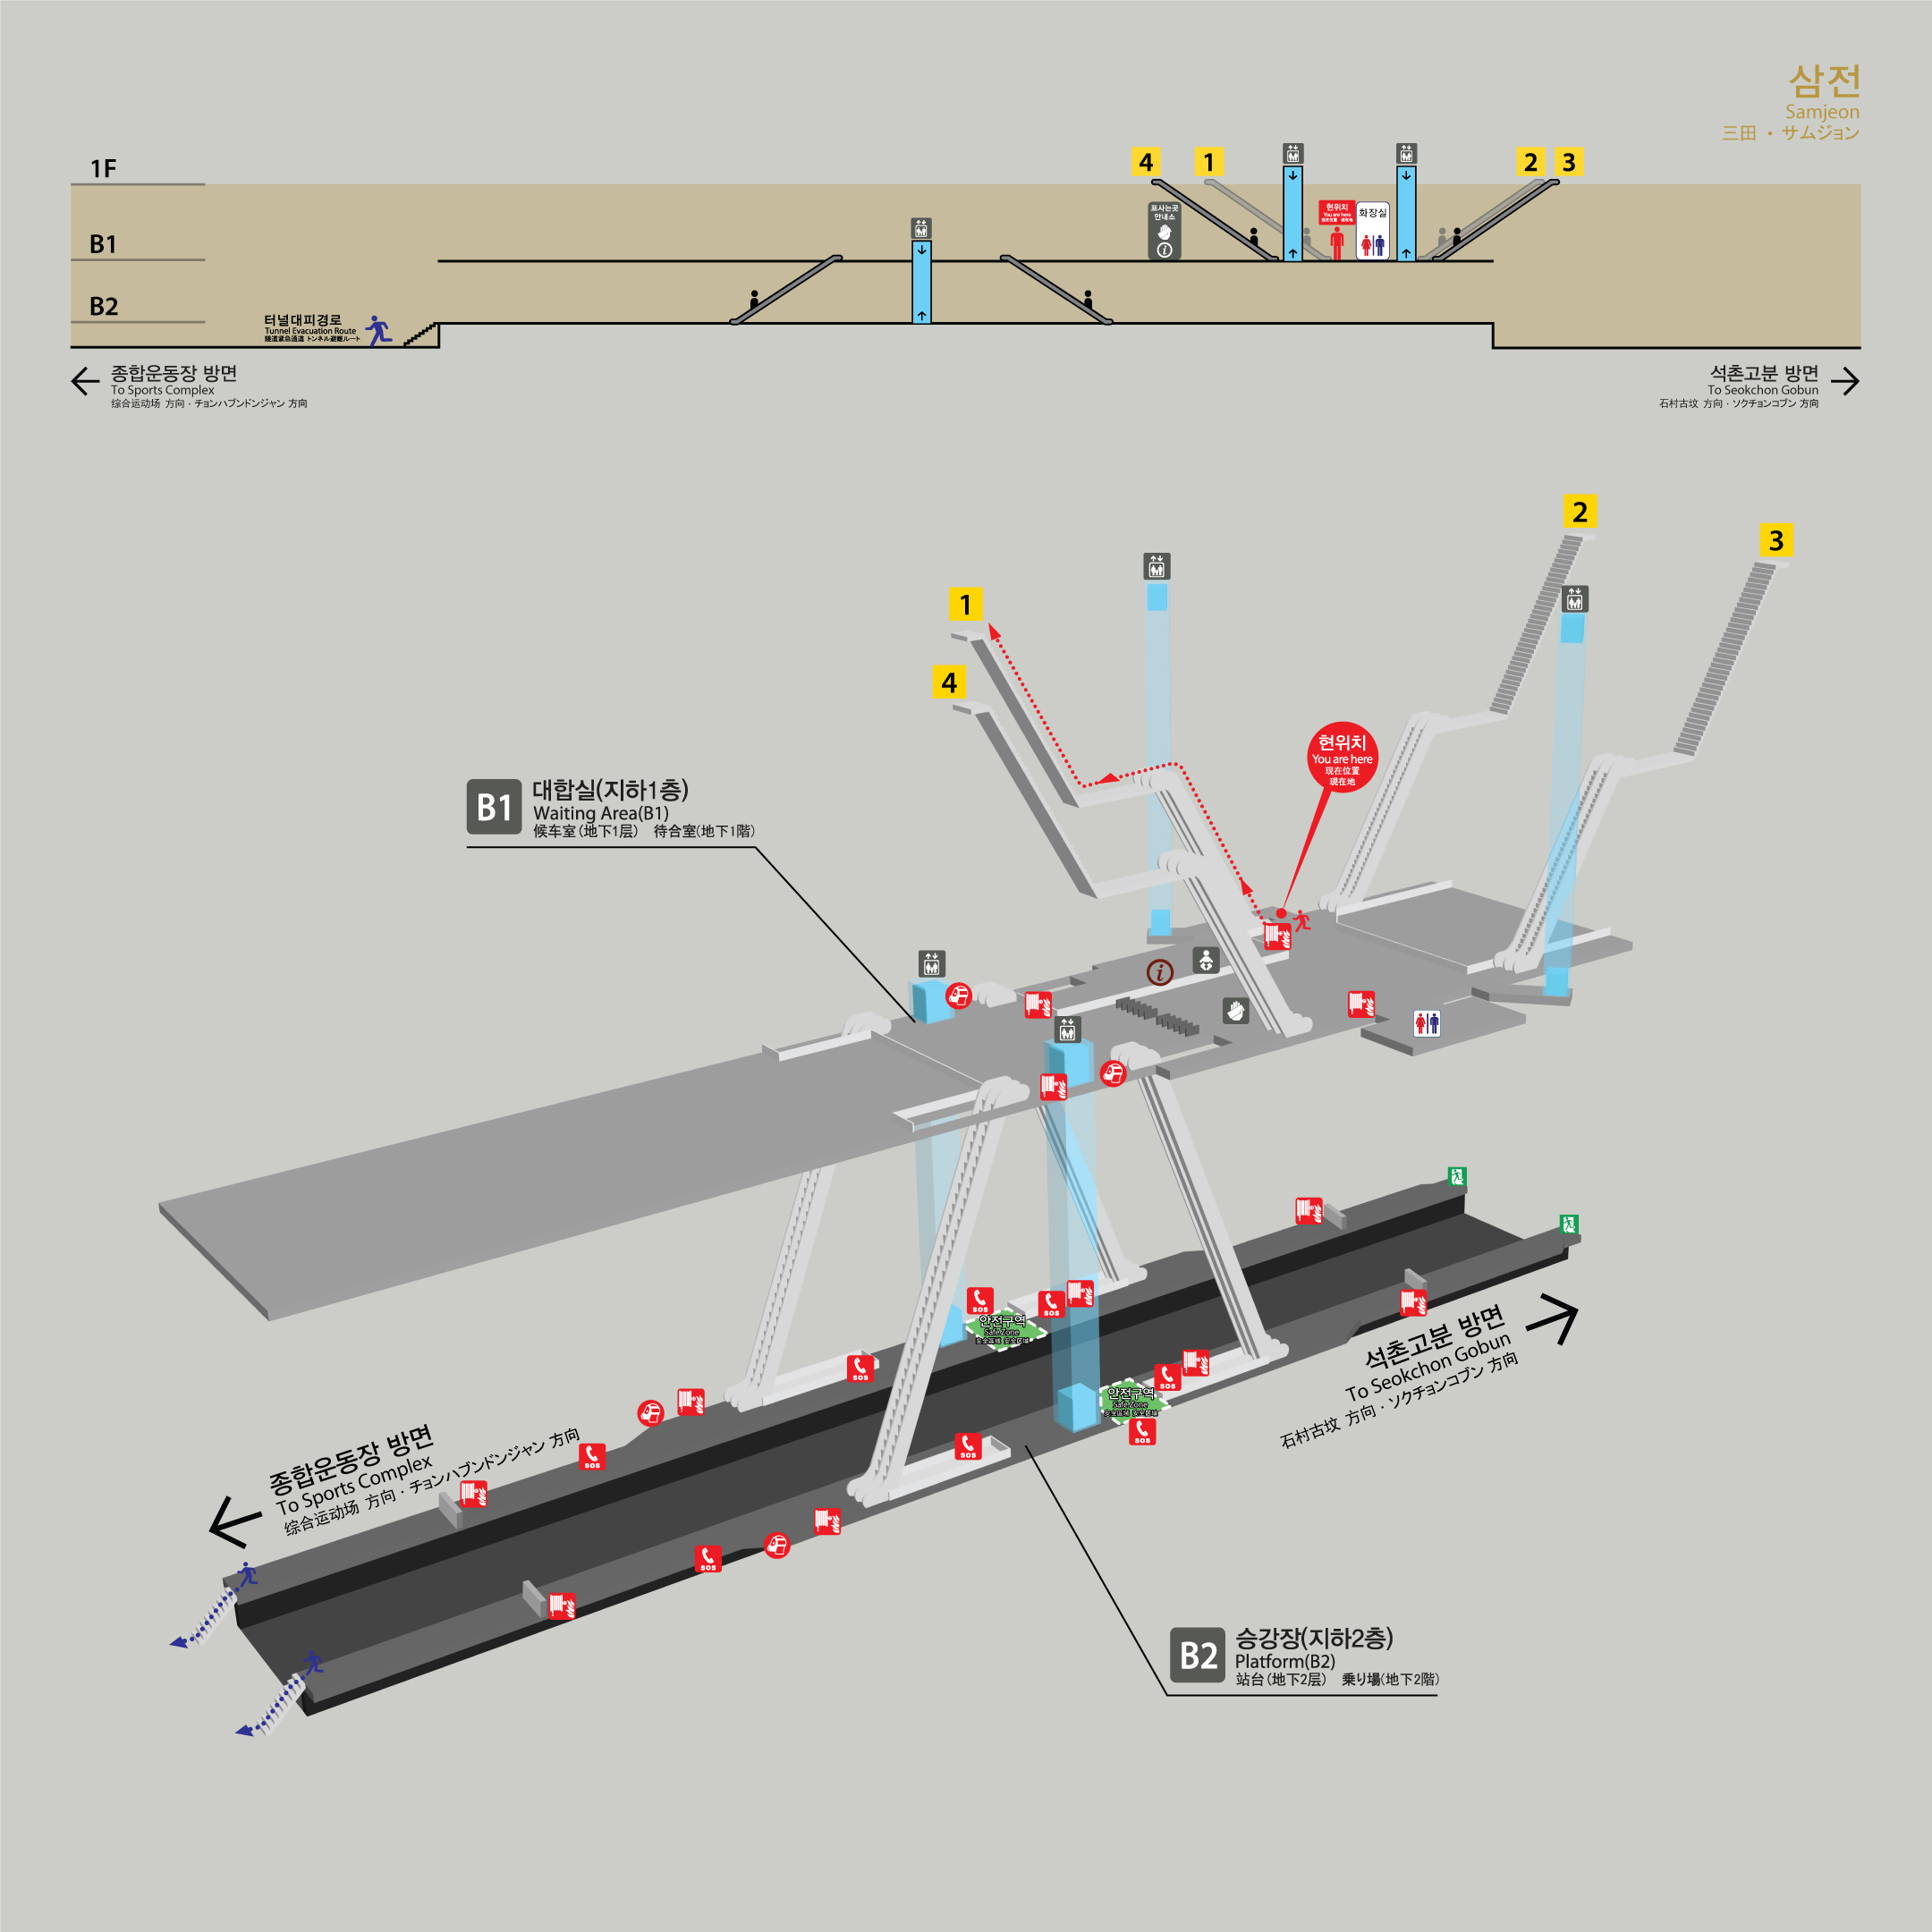 삼전
Samjeon
三田 · サムジョン
1F
B1
B2
4
1
2
3
표사는곳
안내소
현위치
You are here
화장실
터널대피경로
Tunnel Evacuation Route
종합운동장 방면
To Sports Complex
综合运动场 方向 · チョンハプンドンジャン 方向
석촌고분 방면
To Seokchon Gobun
石村古坟 方向 · ソクチョンコブン 方向
2
3
1
4
현위치
You are here
現在位置
現在地
B1
대합실(지하1층)
Waiting Area(B1)
候车室(地下1层) 待合室(地下1階)
안전구역
Safe Zone
SOS
SOS
SOS
안전구역
Safe Zone
SOS
SOS
SOS
SOS
SOS
석촌고분 방면
To Seokchon Gobun
石村古坟 方向 · ソクチョンコブン 方向
종합운동장 방면
To Sports Complex
综合运动场 方向 · チョンハプンドンジャン 方向
B2
승강장(지하2층)
Platform(B2)
站台(地下2层) 乗り場(地下2階)